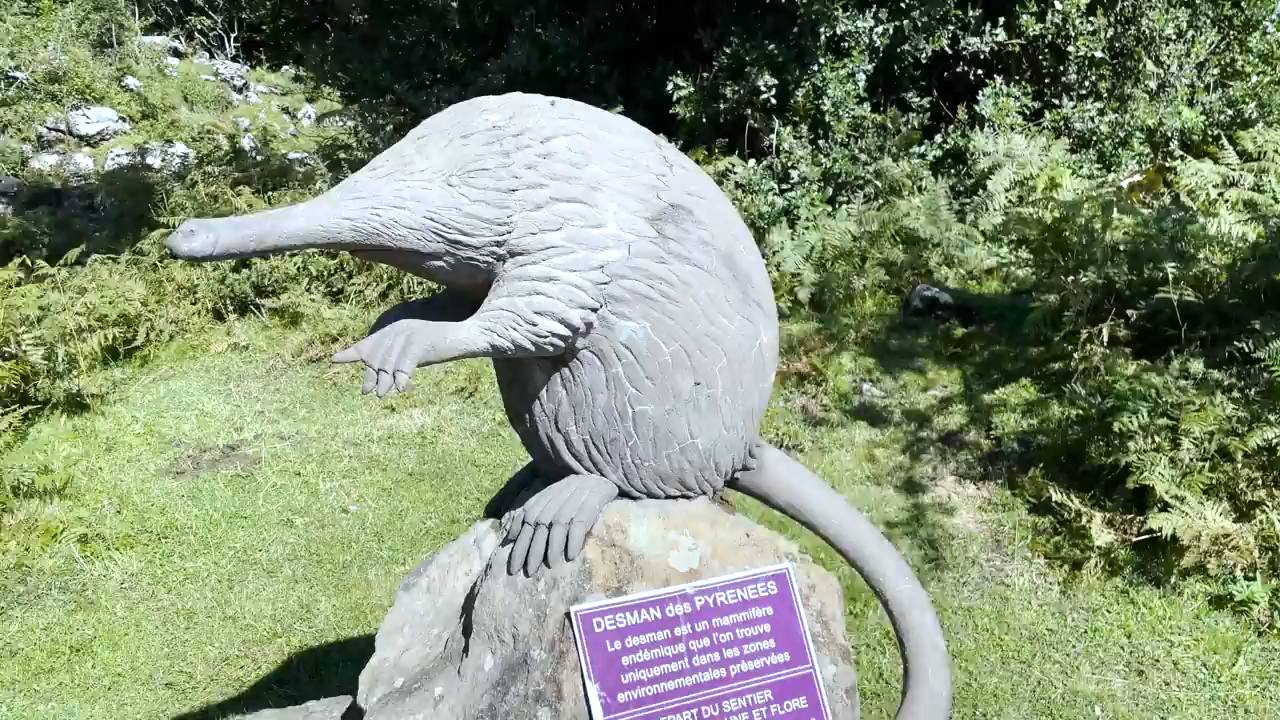 DESMAN des PYRENEES
Le desman est un mammifère
endémique que l'on trouve
uniquement dans les zones
environnementales préservées
DU SENTIER
ET FLORE